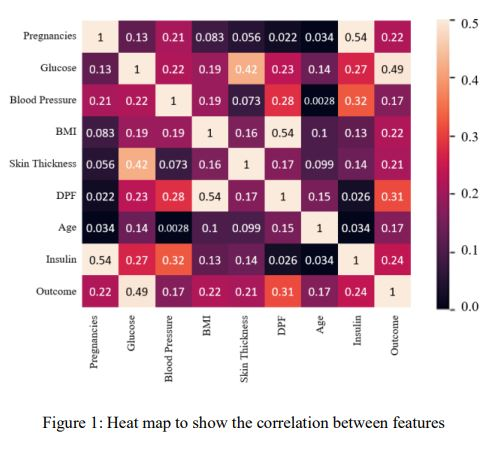 Pregnancies 1 0.13 0.21 0.083 0.056 0.022 0.034 0.54 0.22
Glucose 0.13 1 0.22 0.19 0.42 0.23 0.14 0.27 0.49
Blood Pressure 0.21 0.22 1 0.19 0.073 0.28 0.0028 0.32 0.17
BMI 0.083 0.19 0.19 1 0.16 0.54 0.1 0.13 0.22
Skin Thickness 0.056 0.42 0.073 0.16 1 0.17 0.099 0.14 0.21
DPF 0.022 0.23 0.28 0.54 0.17 1 0.15 0.026 0.31
Age 0.034 0.14 0.0028 0.1 0.099 0.15 1 0.034 0.17
Insulin 0.54 0.27 0.32 0.13 0.14 0.026 0.034 1 0.24
Outcome 0.22 0.49 0.17 0.22 0.21 0.31 0.17 0.24 1
Pregnancies Glucose Blood Pressure BMI Skin Thickness DPF Age Insulin Outcome
0.5
0.4
0.3
0.2
0.1
0.0
Figure 1: Heat map to show the correlation between features